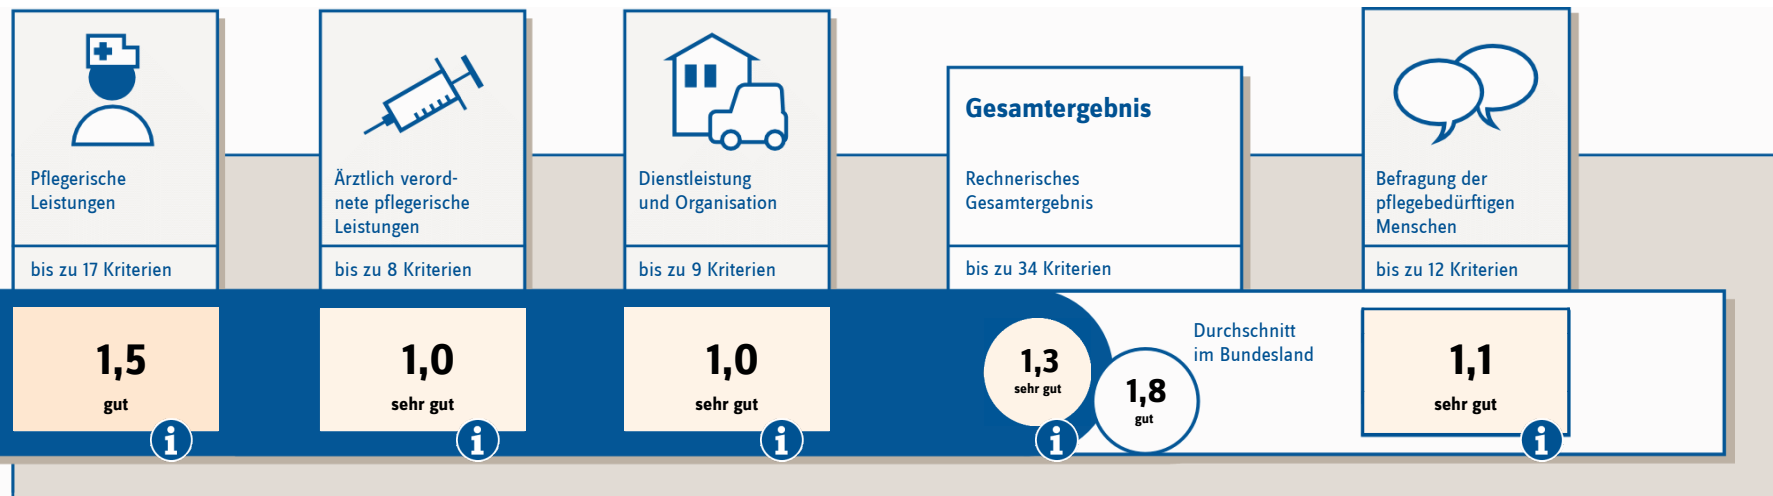 Pflegerische
Leistungen
bis zu 17 Kriterien
1,5
gut
Ärztlich verord-
nete pflegerische
Leistungen
bis zu 8 Kriterien
1,0
sehr gut
Dienstleistung
und Organisation
bis zu 9 Kriterien
1,0
sehr gut
Gesamtergebnis
Rechnerisches
Gesamtergebnis
bis zu 34 Kriterien
1,3
sehr gut
Durchschnitt
im Bundesland
1,8
gut
Befragung der
pflegebedürftigen
Menschen
bis zu 12 Kriterien
1,1
sehr gut